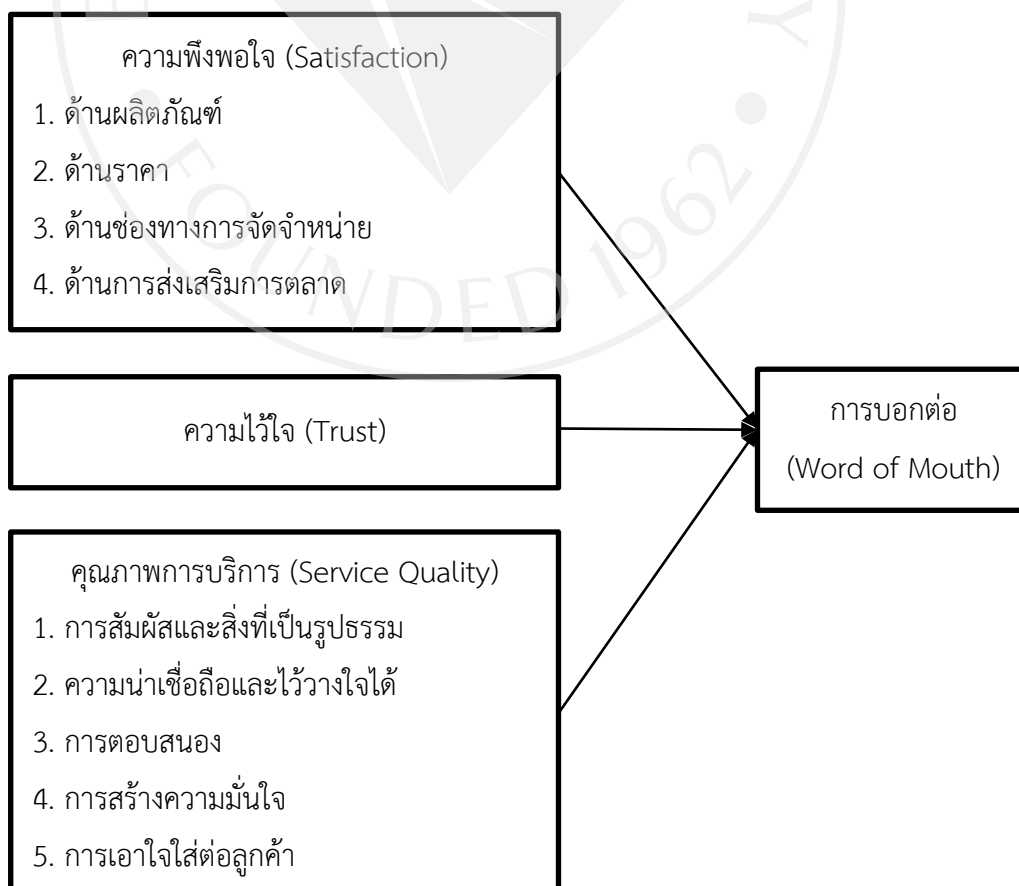 ความพึงพอใจ (Satisfaction)
1. ด้านผลิตภัณฑ์
2. ด้านราคา
3. ด้านช่องทางการจัดจำหน่าย
4. ด้านการส่งเสริมการตลาด
FOUNDED 1962
ความไว้ใจ (Trust)
การบอกต่อ
(Word of Mouth)
คุณภาพการบริการ (Service Quality)
1. การสัมผัสและสิ่งที่เป็นรูปธรรม
2. ความน่าเชื่อถือและไว้วางใจได้
3. การตอบสนอง
4. การสร้างความมั่นใจ
5. การเอาใจใส่ต่อลูกค้า